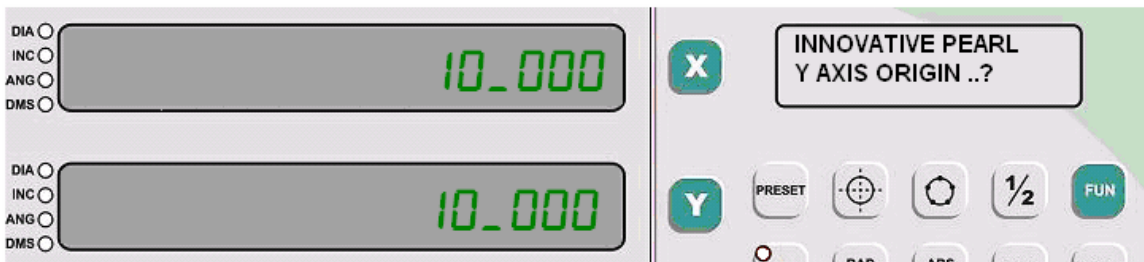 DIA
INC
ANG
DMS
10_000
X
INNOVATIVE PEARL
Y AXIS ORIGIN ..?
DIA
INC
ANG
DMS
10_000
Y
PRESET
1/2
FUN